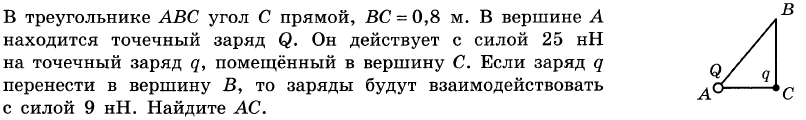 В треугольнике ABC угол C прямой, BC = 0,8 м. В вершине A
находится точечный заряд Q. Он действует с силой 25 нН
на точечный заряд q, помещённый в вершину C. Если заряд q
перенести в вершину B, то заряды будут взаимодействовать
с силой 9 нН. Найдите AC.
B
Q
q
A
C